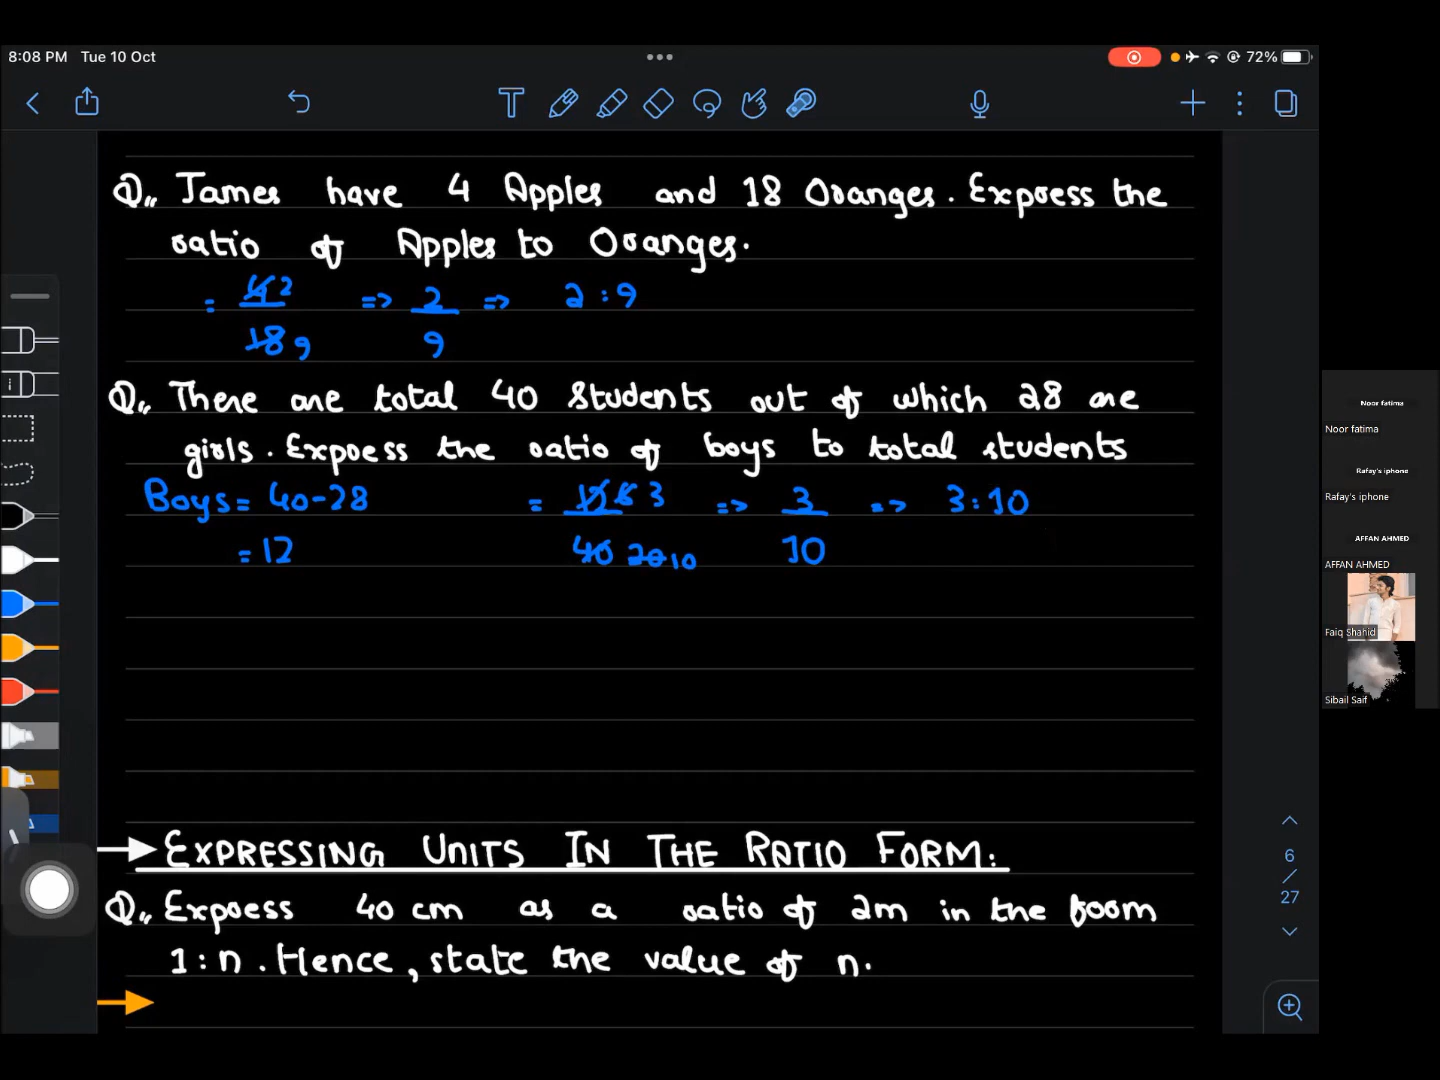 8:08 PM Tue 10 Oct
72%
Q,, James have 4 Apples and 18 Oranges. Express the
ratio of Apples to Oranges.
= 4 2 / 18 9 => 2 / 9 => 2 : 9
Q,, There are total 40 Students out of which 28 are
girls. Express the ratio of boys to total students
Boys = 40-28 = 12 6 3 / 40 20 10 => 3 / 10 => 3:10
= 12
EXPRESSING UNITS IN THE RATIO FORM:
Q,, Express 40 cm as a ratio of 2m in the form
1:n. Hence, state the value of n.
6
/
27
Noor fatima
Noor fatima
Rafay's iphone
Rafay's iphone
AFFAN AHMED
AFFAN AHMED
Faiq Shahid
Sibail Saif